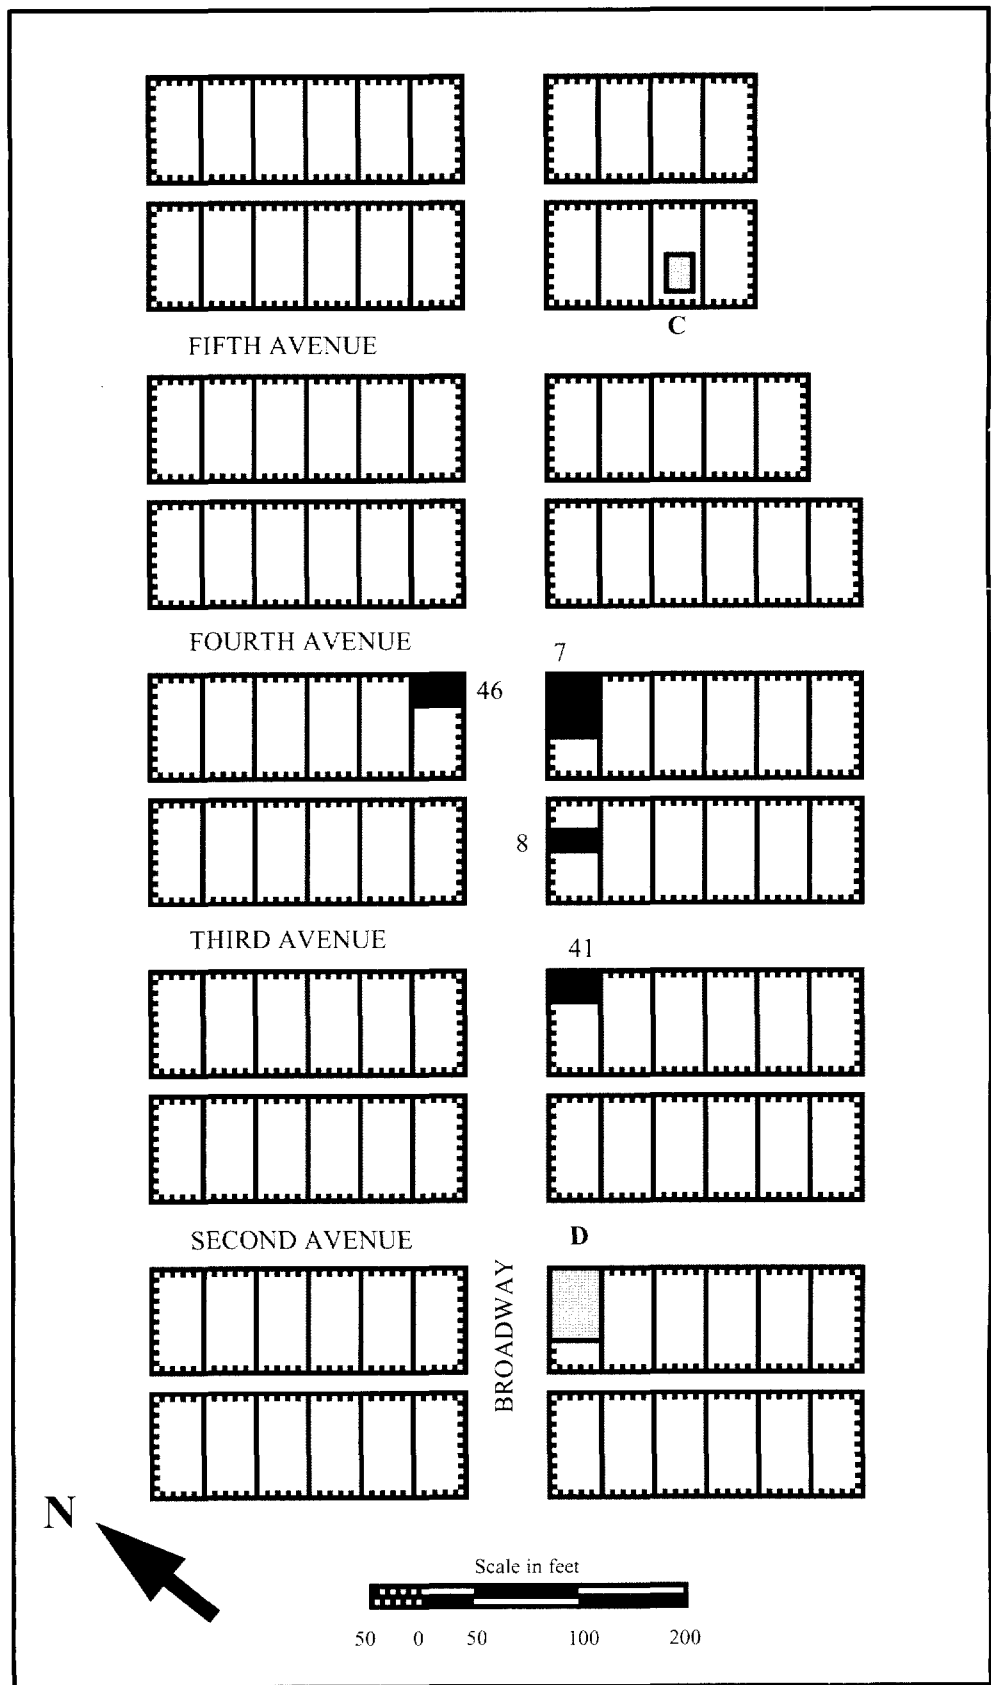 C
FIFTH AVENUE
FOURTH AVENUE
7
46
8
THIRD AVENUE
41
SECOND AVENUE
D
BROADWAY
N
Scale in feet
50 0 50 100 200